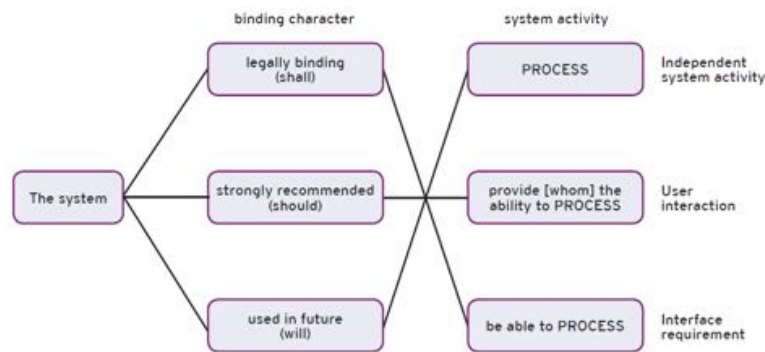 binding character
system activity
legally binding
(shall)
PROCESS
Independent
system activity
The system
strongly recommended
(should)
provide [whom] the
ability to PROCESS
User
interaction
used in future
(will)
be able to PROCESS
Interface
requirement